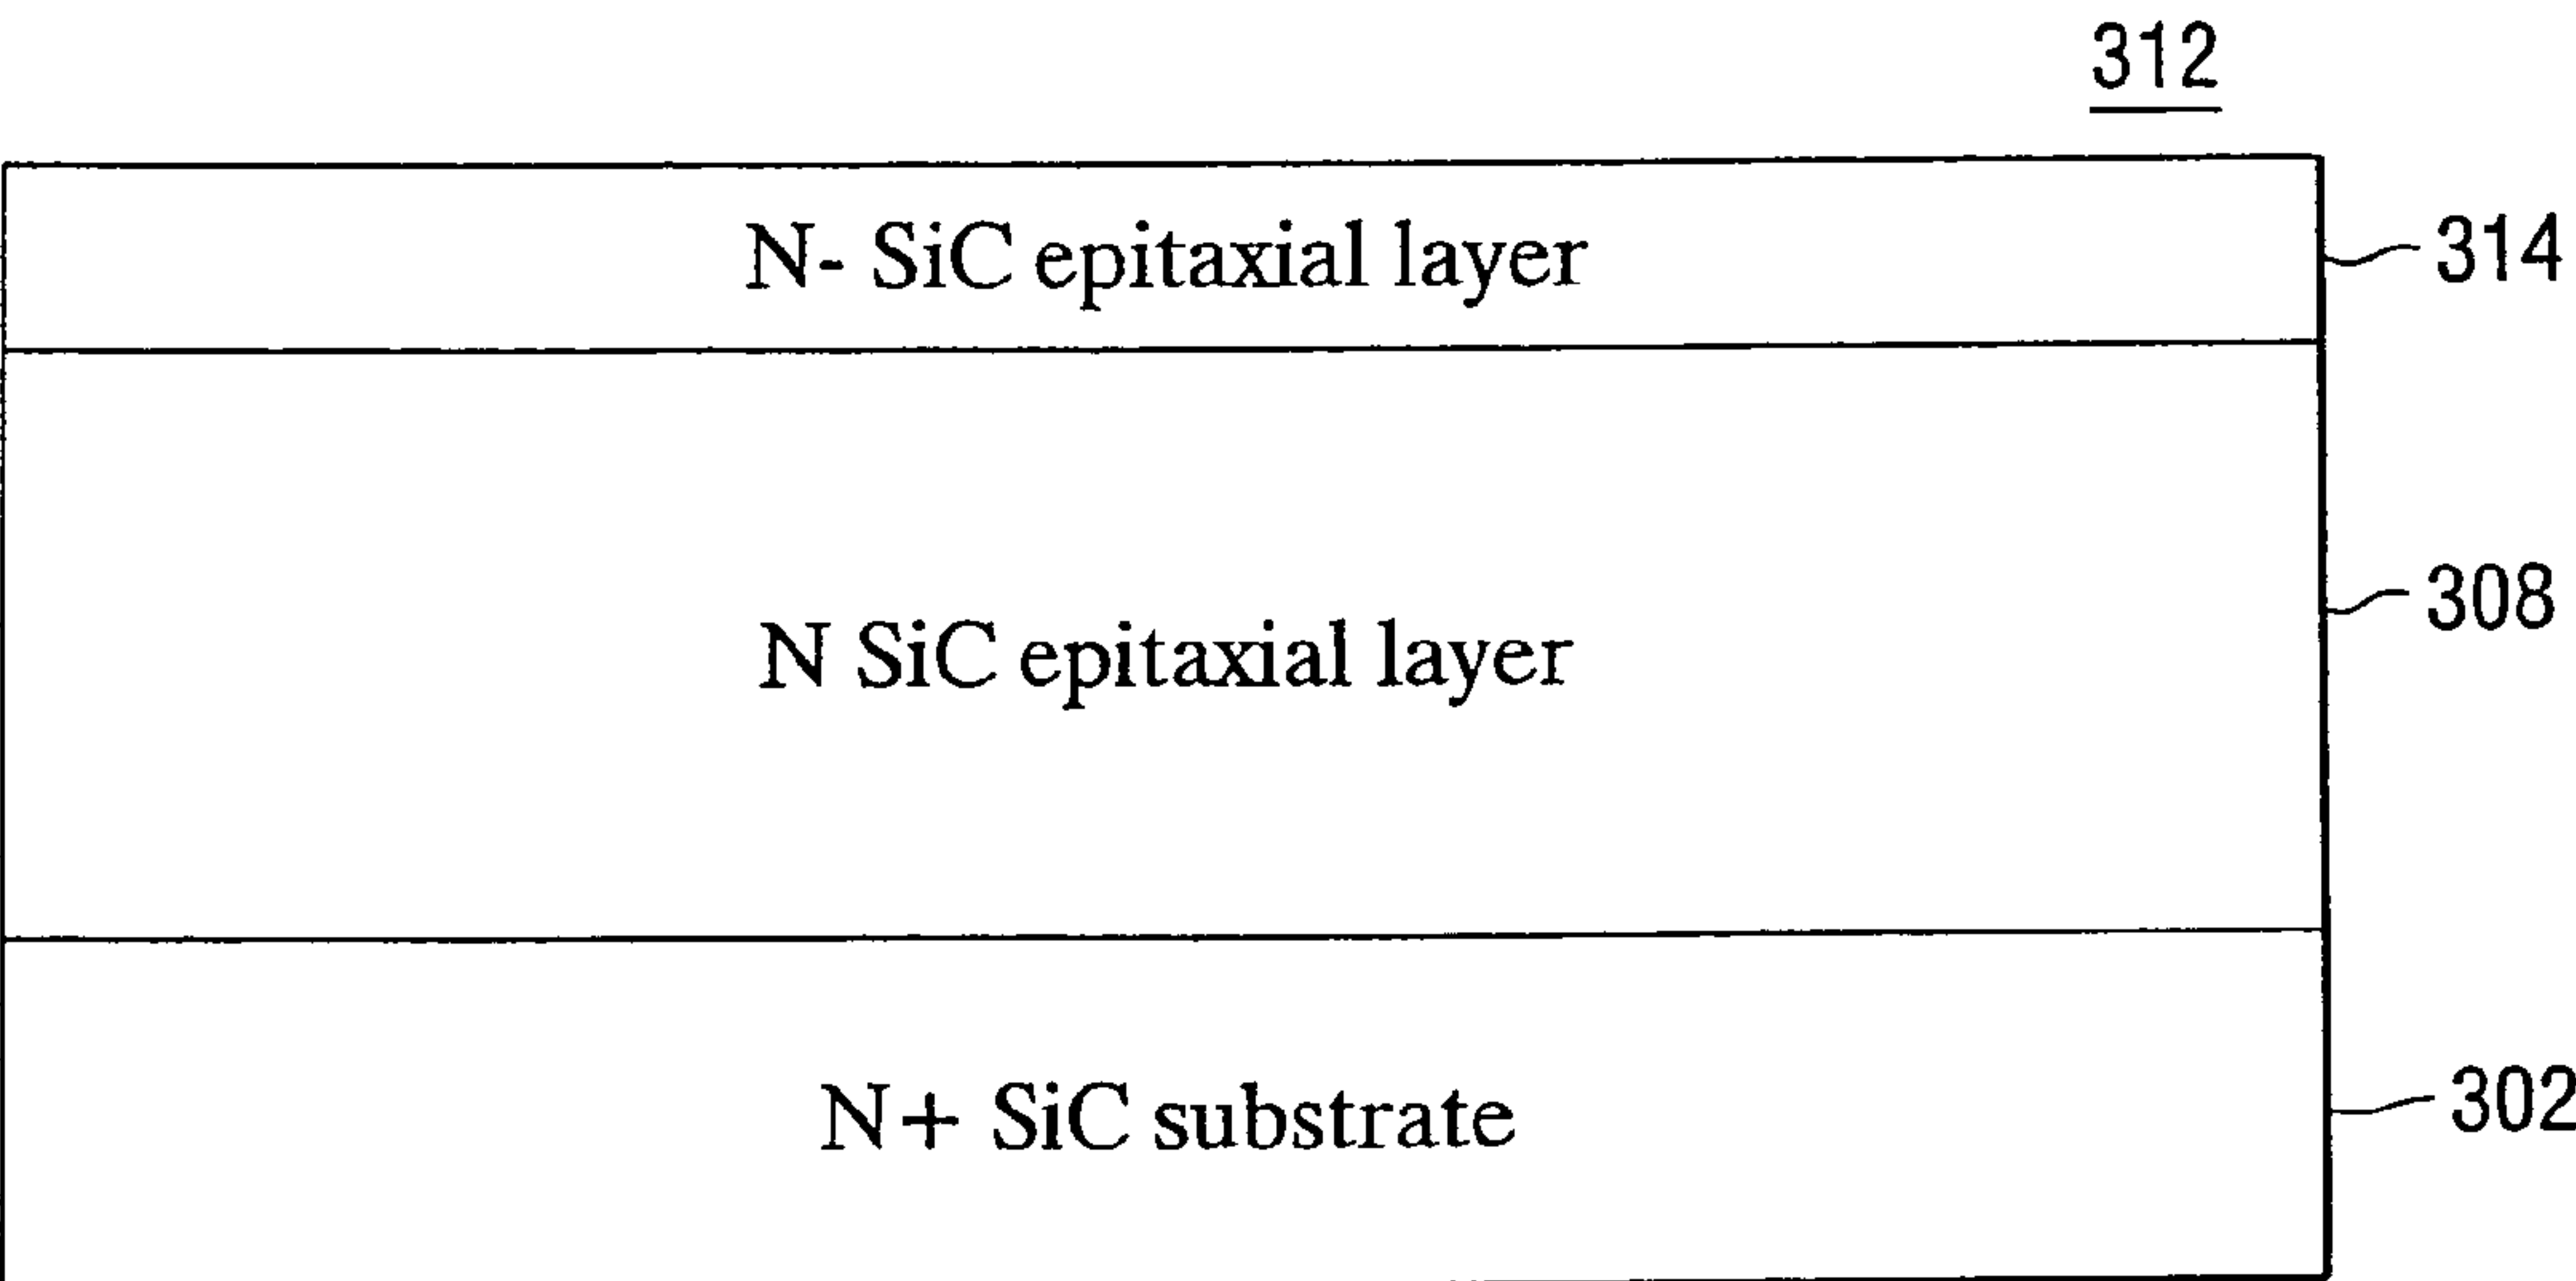 312
N- SiC epitaxial layer
314
N SiC epitaxial layer
308
N+ SiC substrate
302